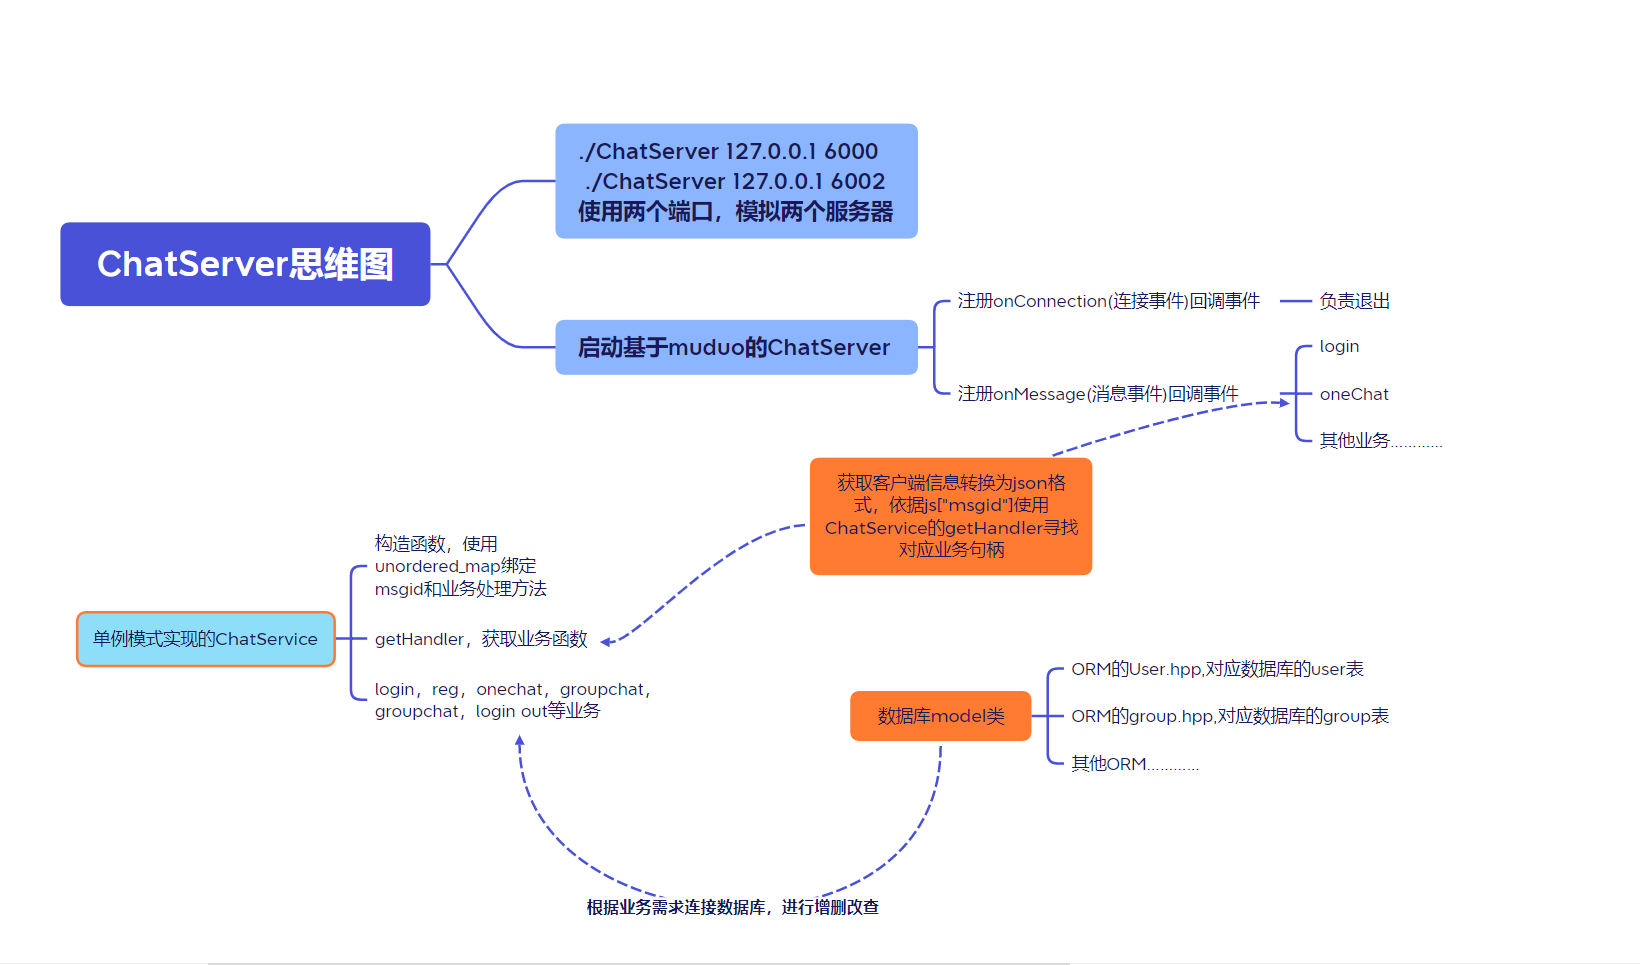 ChatServer思维图
./ChatServer 127.0.0.1 6000
./ChatServer 127.0.0.1 6002
使用两个端口，模拟两个服务器
启动基于muduo的ChatServer
注册onConnection(连接事件)回调事件
负责退出
注册onMessage(消息事件)回调事件
login
oneChat
其他业务............
获取客户端信息转换为json格
式，依据js["msgid"]使用
ChatService的getHandler寻找
对应业务句柄
单例模式实现的ChatService
构造函数，使用
unordered_map绑定
msgid和业务处理方法
getHandler，获取业务函数
login，reg，onechat，groupchat，
groupchat，login out等业务
数据库model类
ORM的User.hpp,对应数据库的user表
ORM的group.hpp,对应数据库的group表
其他ORM............
根据业务需求连接数据库，进行增删改查